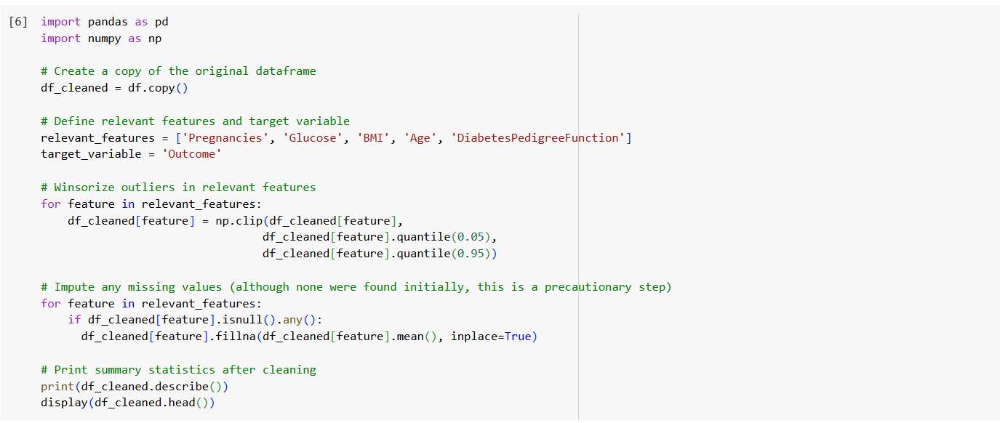 [6] import pandas as pd
import numpy as np
# Create a copy of the original dataframe
df_cleaned = df.copy()
# Define relevant features and target variable
relevant_features = ['Pregnancies', 'Glucose', 'BMI', 'Age', 'DiabetesPedigreeFunction']
target_variable = 'Outcome'
# Winsorize outliers in relevant features
for feature in relevant_features:
    df_cleaned[feature] = np.clip(df_cleaned[feature],
                                 df_cleaned[feature].quantile(0.05),
                                 df_cleaned[feature].quantile(0.95))
# Impute any missing values (although none were found initially, this is a precautionary step)
for feature in relevant_features:
    if df_cleaned[feature].isnull().any():
      df_cleaned[feature].fillna(df_cleaned[feature].mean(), inplace=True)
# Print summary statistics after cleaning
print(df_cleaned.describe())
display(df_cleaned.head())